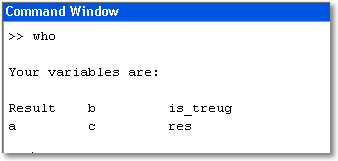 Command Window
>> who
Your variables are:
Result b is_treug
a c res